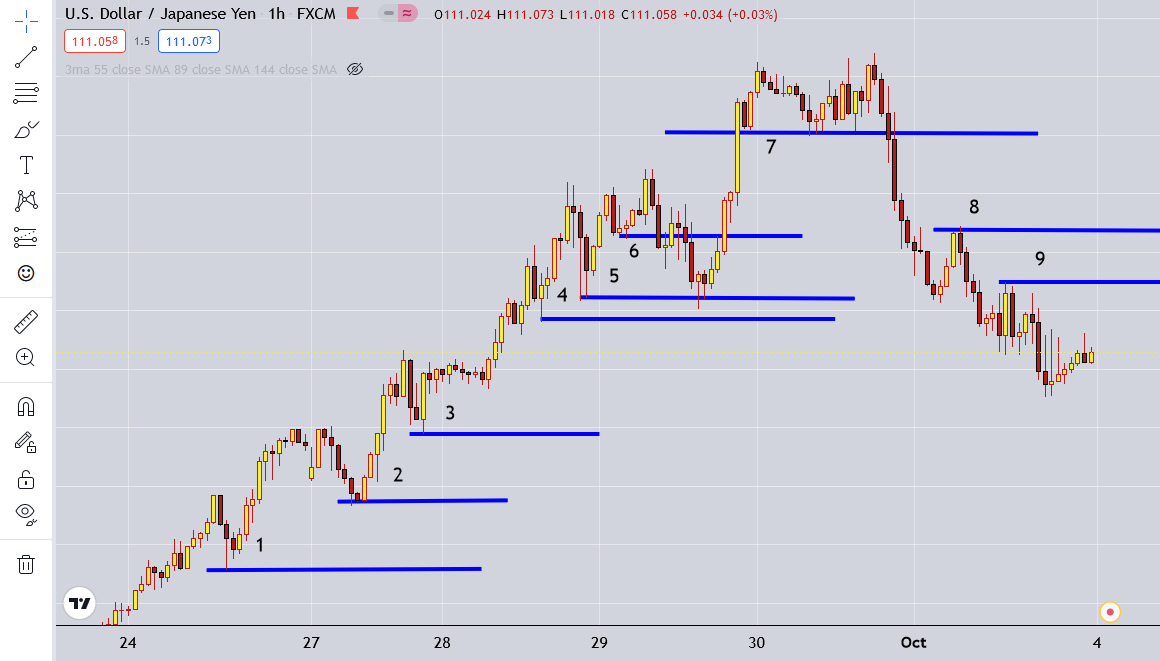 U.S. Dollar / Japanese Yen · 1h · FXCM O111.024 H111.073 L111.018 C111.058 +0.034 (+0.03%)
111.058 1.5 111.073
3ma 55 close SMA 89 close SMA 144 close SMA
7
8
6
9
5
4
3
2
1
24 27 28 29 30 Oct 4